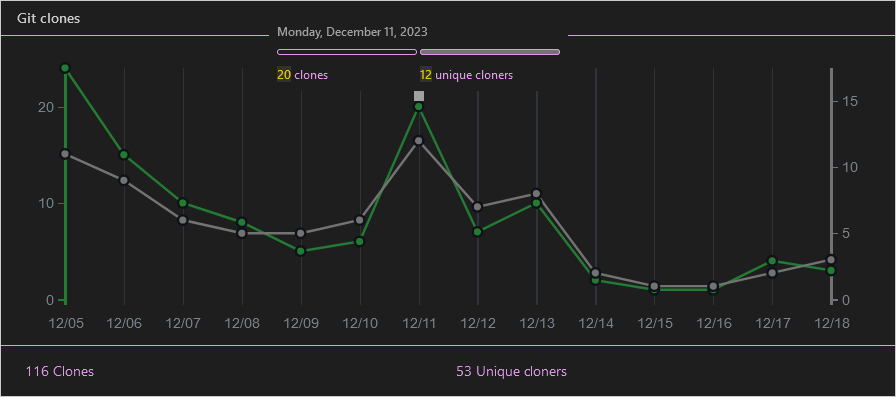 Git clones
Monday, December 11, 2023
20 clones
12 unique cloners
20
10
0
15
10
5
0
12/05 12/06 12/07 12/08 12/09 12/10 12/11 12/12 12/13 12/14 12/15 12/16 12/17 12/18
116 Clones
53 Unique cloners